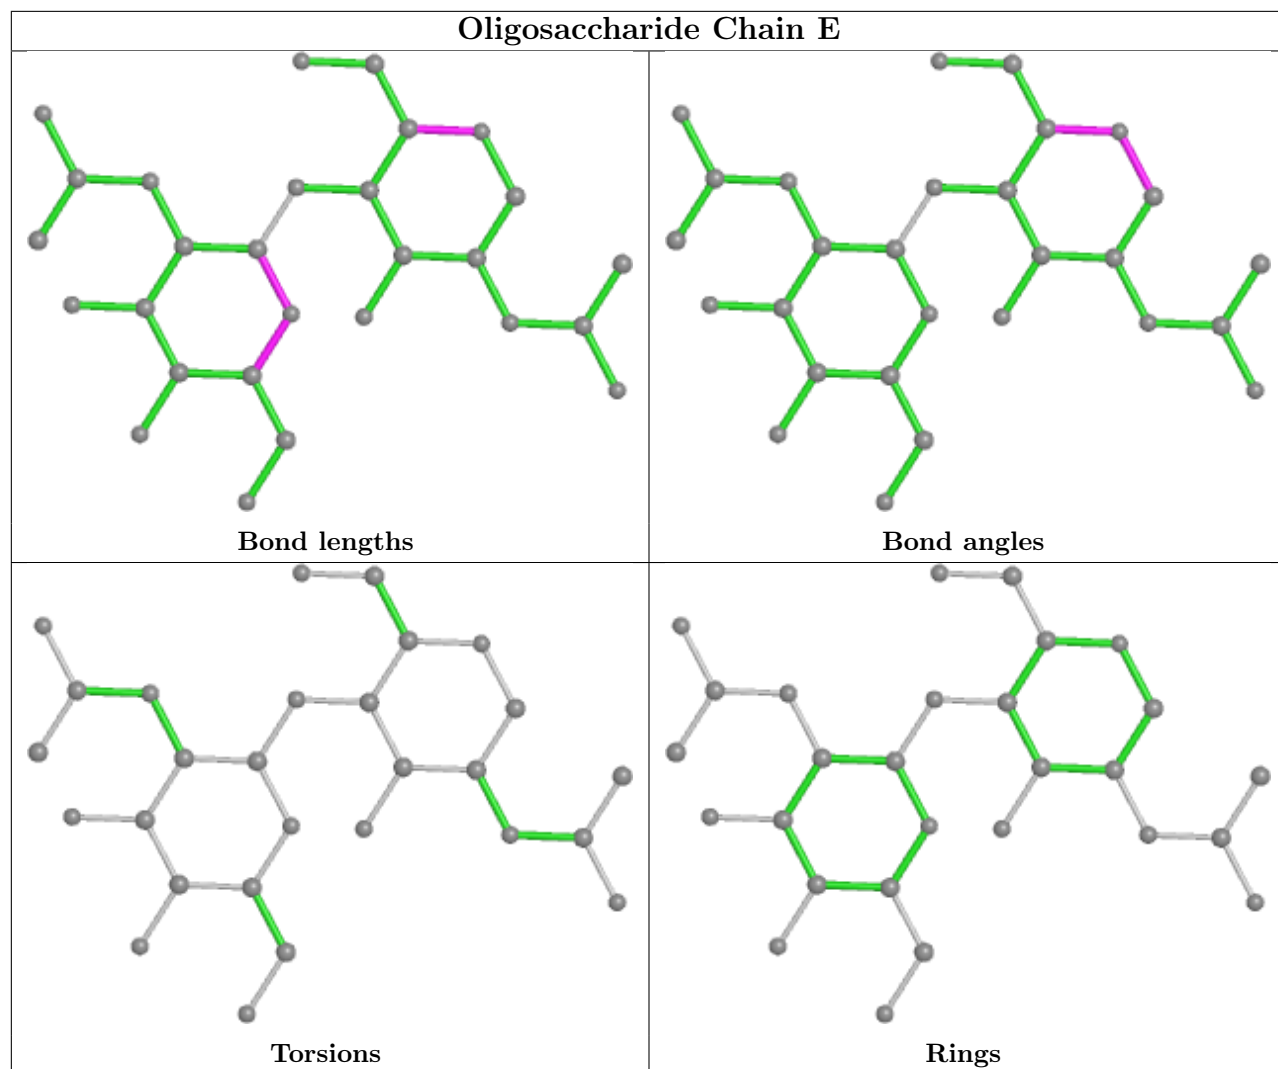 Oligosaccharide Chain E
Bond lengths
Bond angles
Torsions
Rings